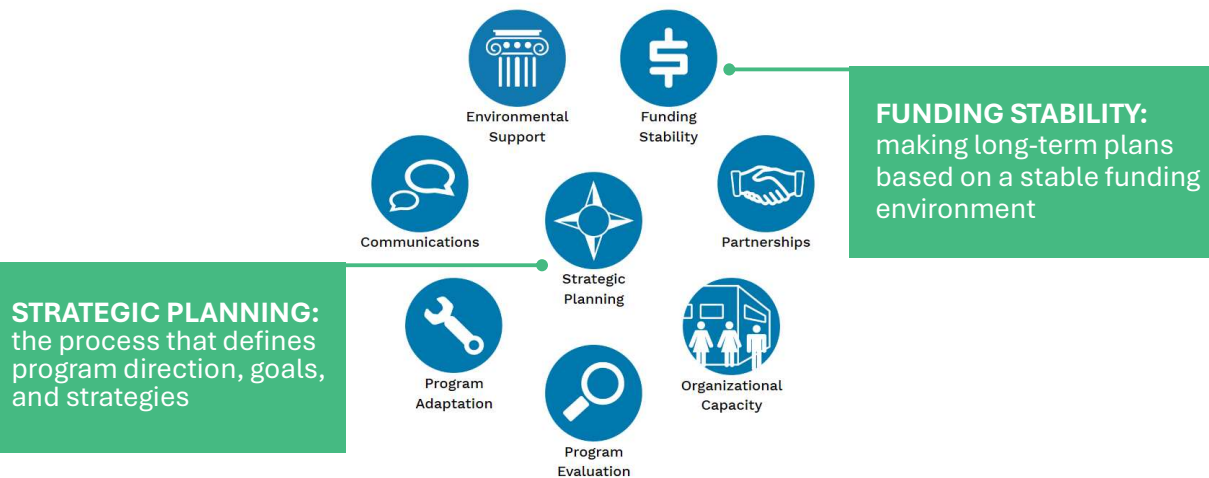 Environmental
Support
Funding
Stability
FUNDING STABILITY:
making long-term plans
based on a stable funding
environment
Communications
Partnerships
Strategic
Planning
STRATEGIC PLANNING:
the process that defines
program direction, goals,
and strategies
Program
Adaptation
Organizational
Capacity
Program
Evaluation